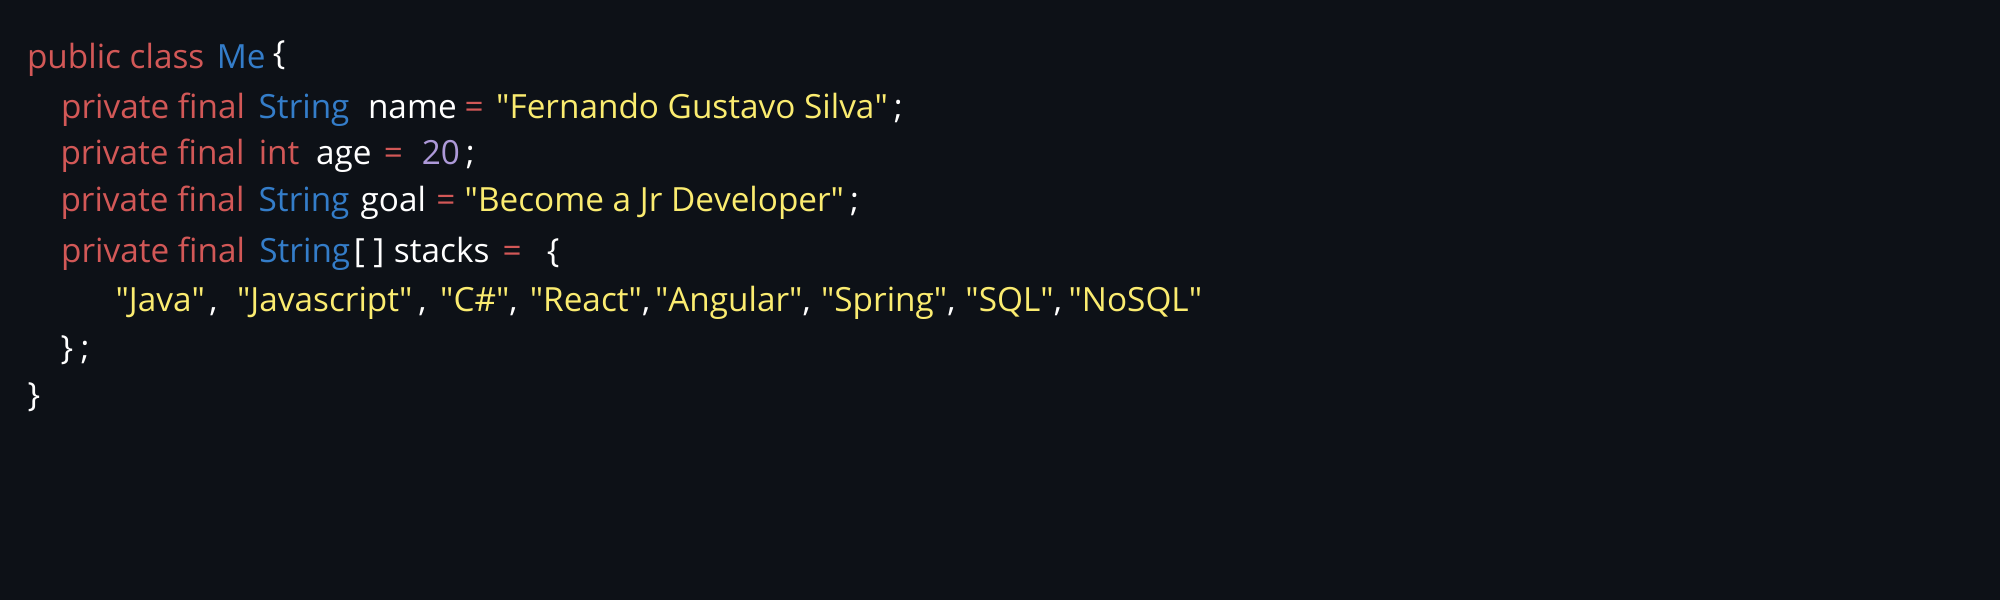 public class Me {
private final String name = "Fernando Gustavo Silva" ;
private final int age = 20 ;
private final String goal = "Become a Jr Developer" ;
private final String[ ] stacks = {
"Java" , "Javascript" , "C#", "React", "Angular", "Spring", "SQL", "NoSQL"
} ;
}